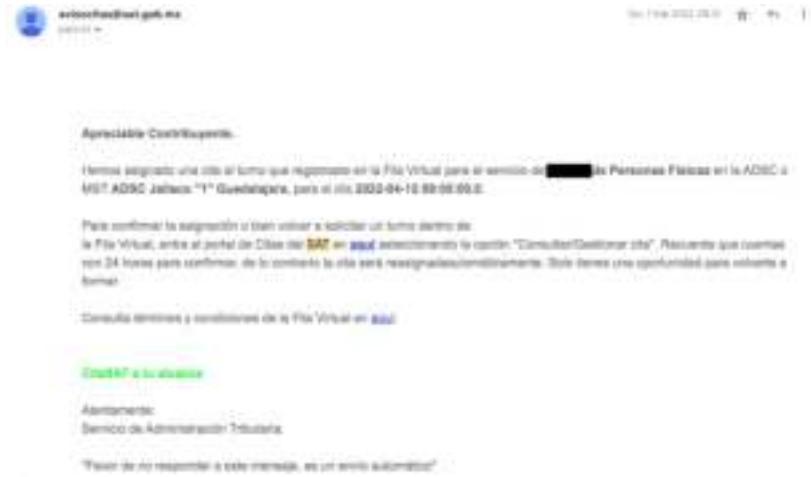 Apreciable Contribuyente.
Hemos asignado una cita al turno que registraste en la Fila Virtual para el servicio de de Personas Físicas en la ADSC o
MST ADSC Jalisco "1" Guadalajara, para el día
Para confirmar la asignación o bien volver a solicitar un turno dentro de
la Fila Virtual, entra al portal de Citas del SAT en aquí seleccionando la opción "Consultar/Gestionar cita". Recuerda que cuentas
con 24 horas para confirmar, de lo contrario la cita será Solo tienes una oportunidad para volverte a
formar.
Consulta términos y condiciones de la Fila Virtual en aquí
CitaSAT a tu alcance
Atentamente:
Servicio de Administración Tributaria.
"Favor de no responder a este mensaje, es un envío automático"